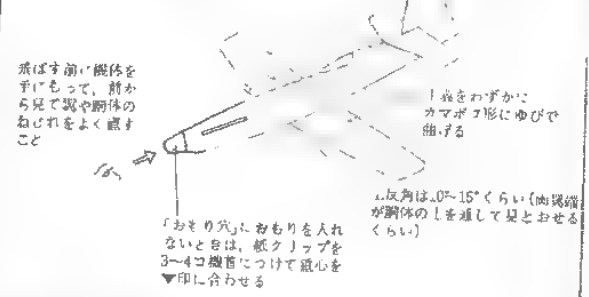 飛ばす前に機体を
手にもって、前か
ら見て翼や胴体の
ねじれをよく直す
こと
主翼をわずかに
カマボコ形にゆびで
曲げる
上反角は10〜15°くらい(両翼端
が胴体の上を通して見とおせる
くらい)
「おもり穴」におもりを入れ
ないときは、紙クリップを
3〜4コ機首につけて重心を
▼印に合わせる